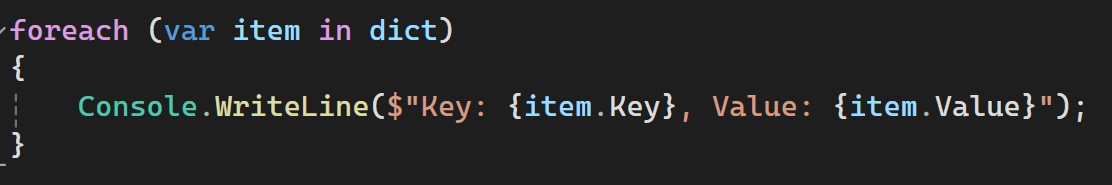 foreach (var item in dict)
{
    Console.WriteLine($"Key: {item.Key}, Value: {item.Value}");
}